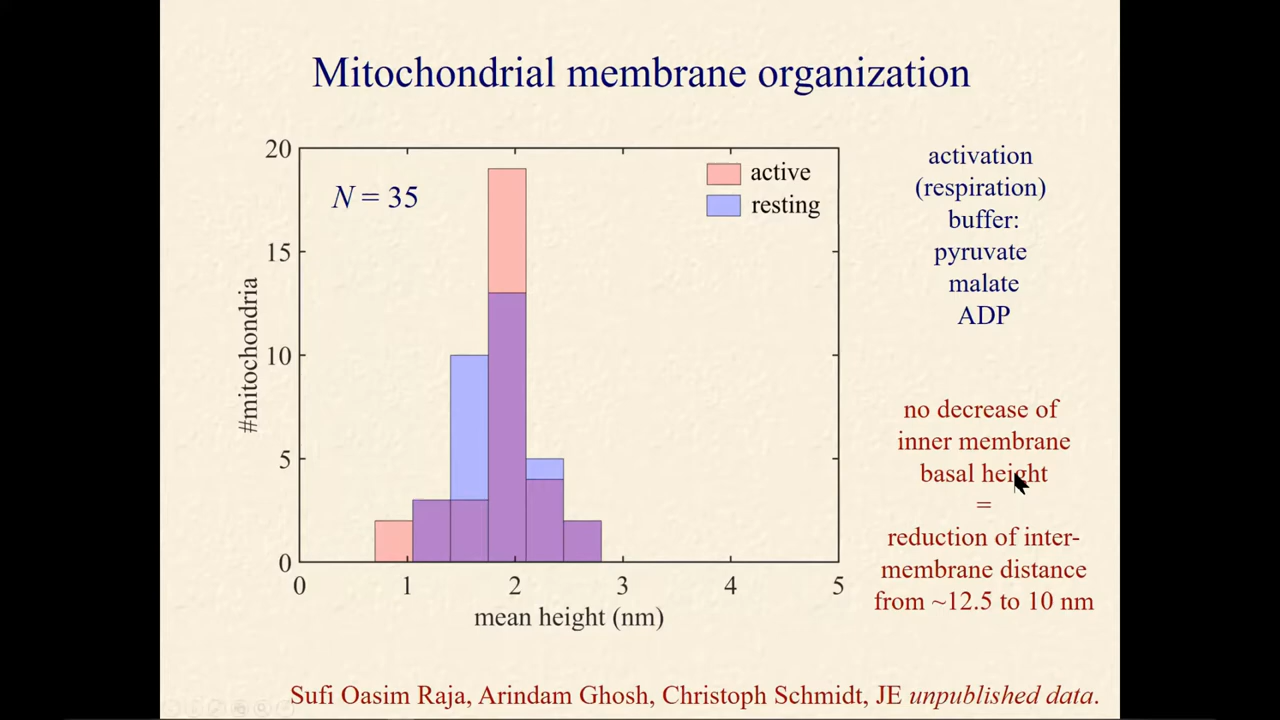 Mitochondrial membrane organization
20
15
10
5
0
#mitochondria
N = 35
active
resting
0 1 2 3 4 5
mean height (nm)
activation
(respiration)
buffer:
pyruvate
malate
ADP
no decrease of
inner membrane
basal height
=
reduction of inter-
membrane distance
from ~12.5 to 10 nm
Sufi Oasim Raja, Arindam Ghosh, Christoph Schmidt, JE unpublished data.